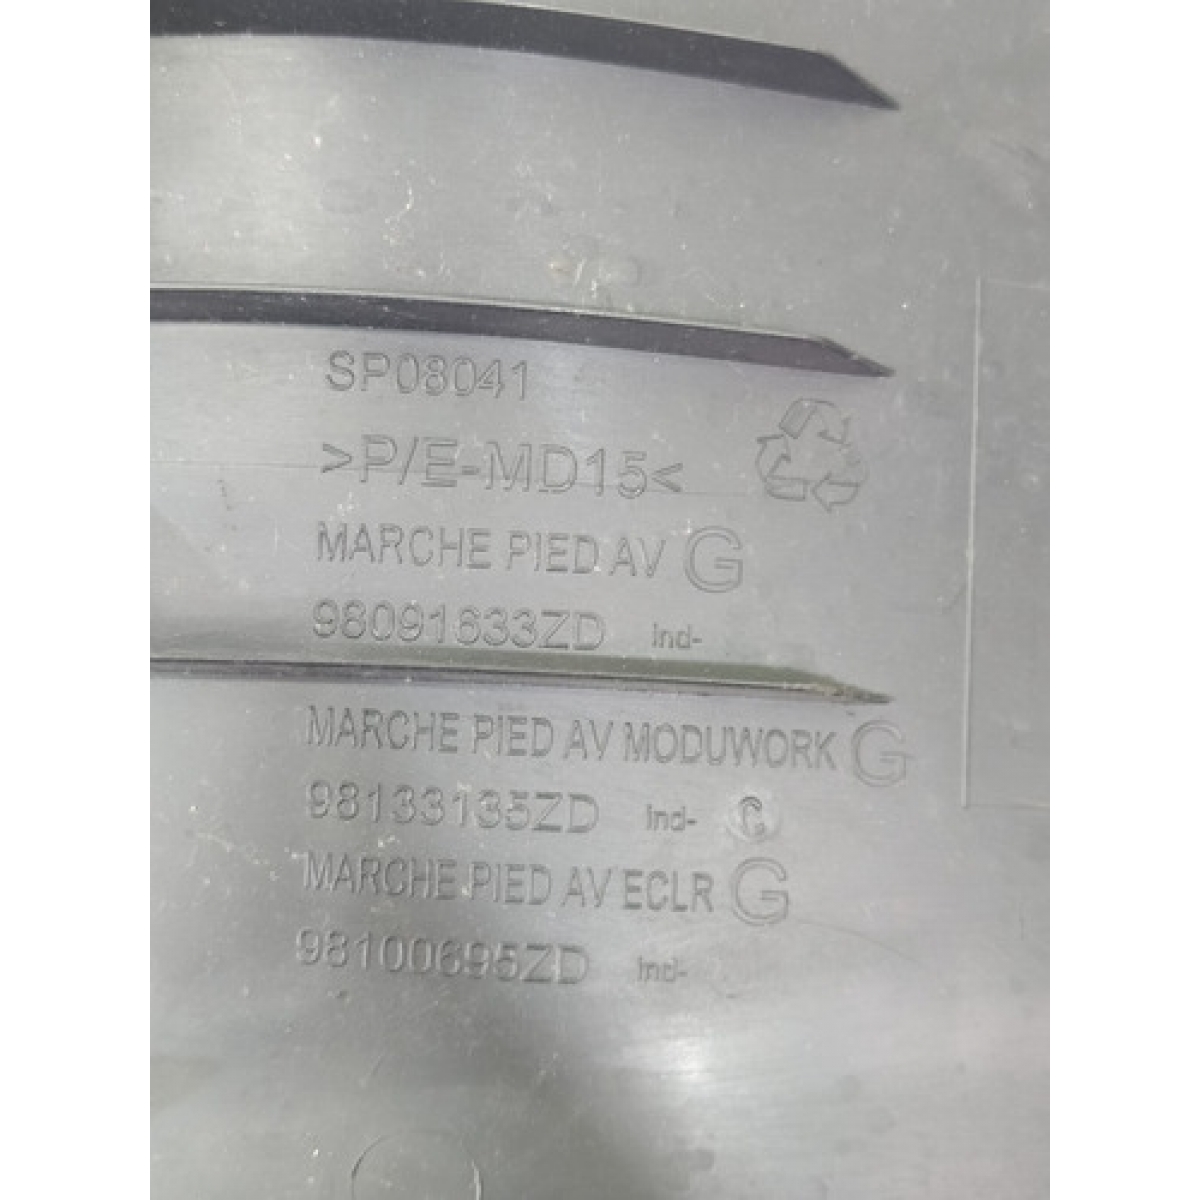 SP08041
>P/E-MD15<
MARCHE PIED AV G
98091633ZD Ind-
MARCHE PIED AV MODUWORK G
98133135ZD Ind- C
MARCHE PIED AV ECLR G
98100695ZD Ind-